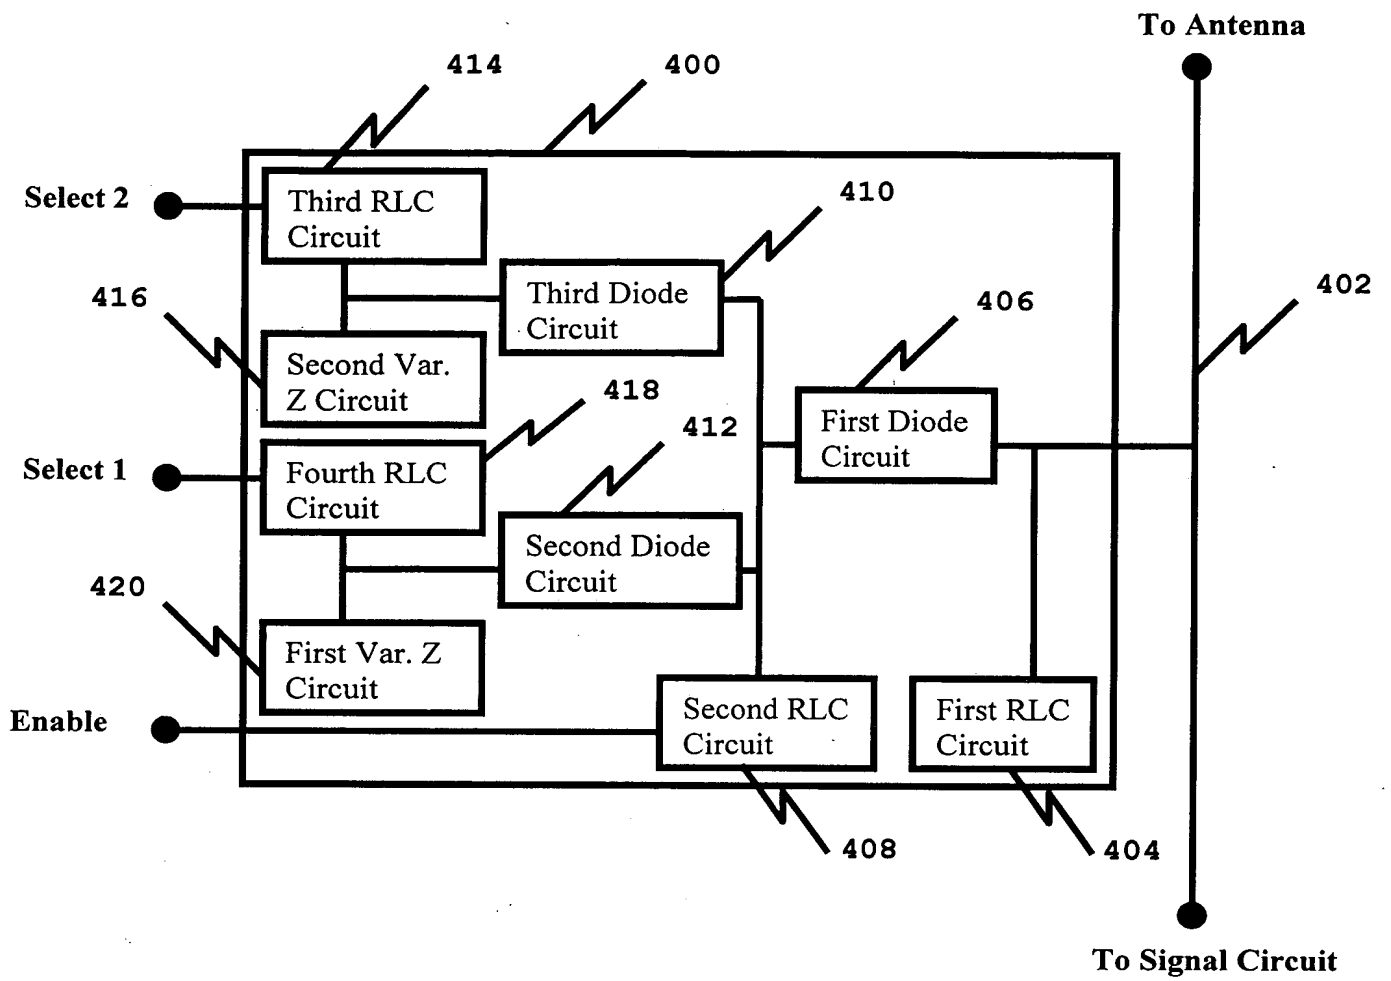 To Antenna
414
400
Select 2
Third RLC
Circuit
410
416
Third Diode
Circuit
402
406
Second Var.
Z Circuit
418
412
First Diode
Circuit
Select 1
Fourth RLC
Circuit
Second Diode
Circuit
420
First Var. Z
Circuit
Enable
Second RLC
Circuit
First RLC
Circuit
408
404
To Signal Circuit